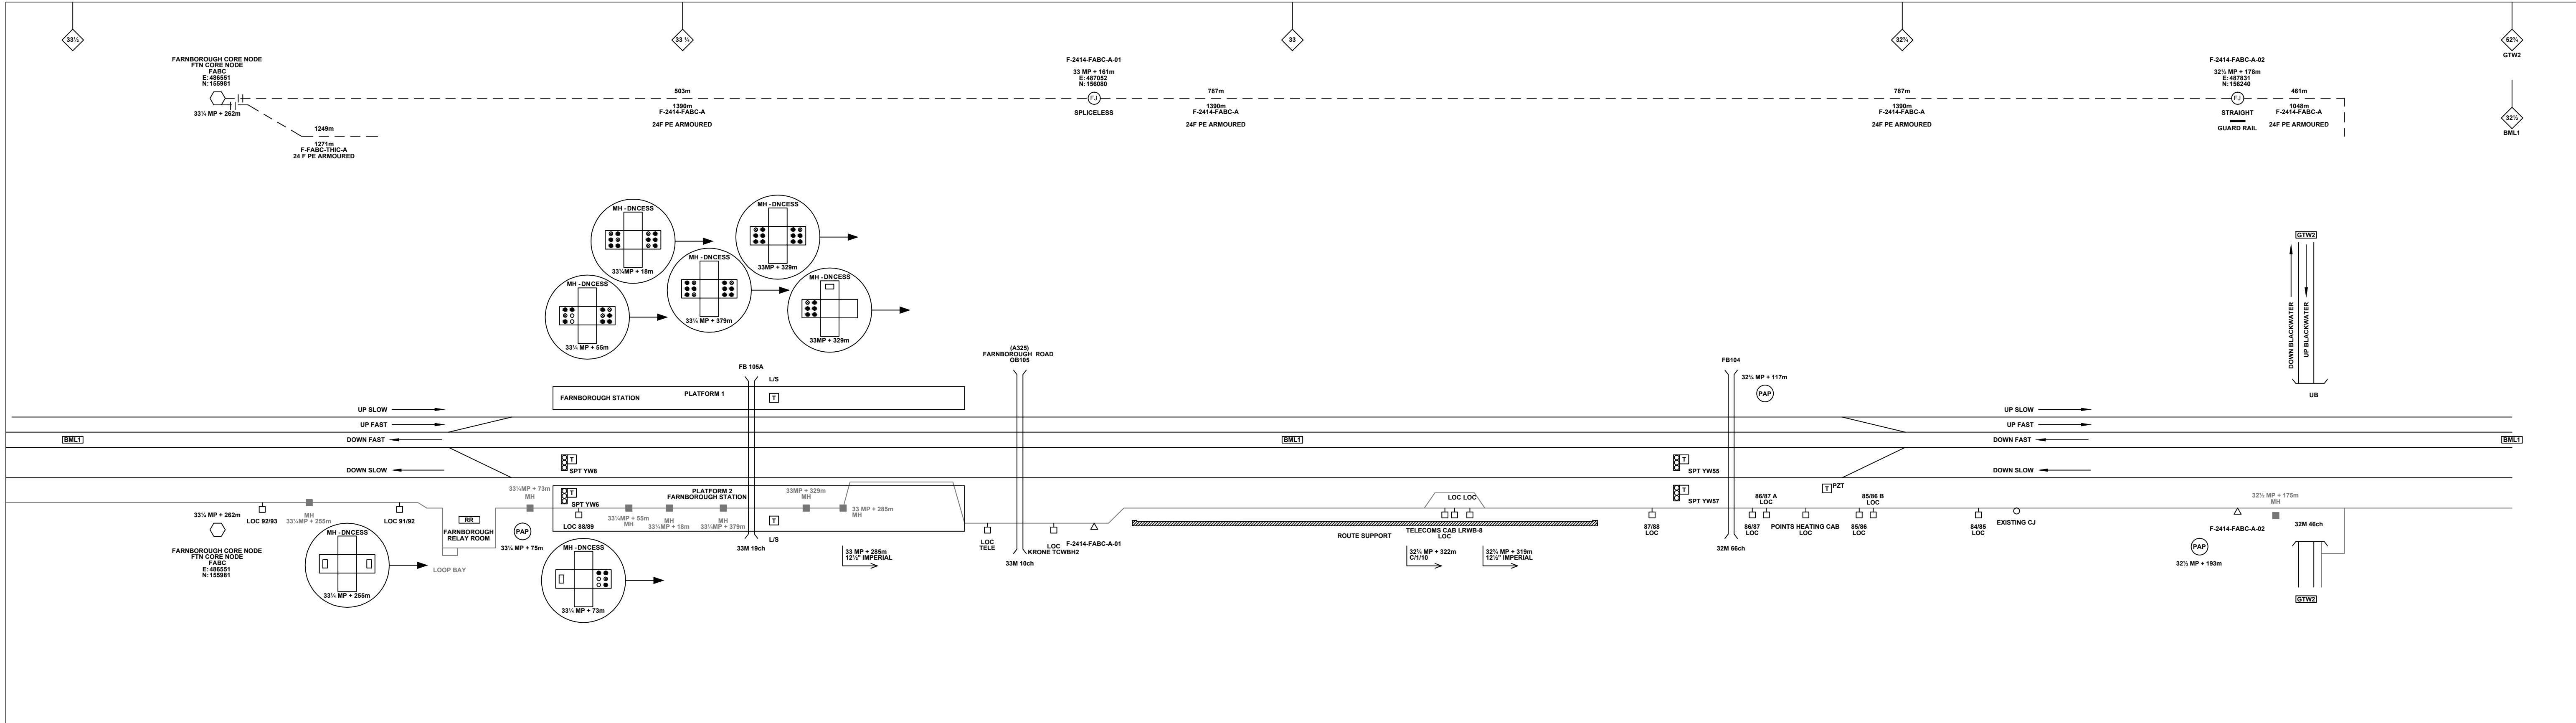 33½
33 ¼
33
32¾
52¾
GTW2
32½
BML1
FARNBOROUGH CORE NODE
FTN CORE NODE
FABC
E: 486551
N: 155981
33¼ MP + 262m
1249m
1271m
F-FABC-THIC-A
24 F PE ARMOURED
503m
1390m
F-2414-FABC-A
24F PE ARMOURED
F-2414-FABC-A-01
33 MP + 161m
E: 487052
N: 156080
FJ
SPLICELESS
787m
1390m
F-2414-FABC-A
24F PE ARMOURED
787m
1390m
F-2414-FABC-A
24F PE ARMOURED
F-2414-FABC-A-02
32½ MP + 178m
E: 487831
N: 156240
FJ
STRAIGHT
GUARD RAIL
461m
1048m
F-2414-FABC-A
24F PE ARMOURED
MH - DNCESS
33¼MP + 18m
MH - DNCESS
33MP + 329m
MH - DNCESS
33¼ MP + 55m
MH - DNCESS
33¼ MP + 379m
MH - DNCESS
33MP + 329m
GTW2
DOWN BLACKWATER
UP BLACKWATER
UB
FB 105A
L/S
FARNBOROUGH STATION
PLATFORM 1
T
(A325)
FARNBOROUGH ROAD
OB105
FB104
32¾ MP + 117m
PAP
UP SLOW
UP FAST
DOWN FAST
DOWN SLOW
BML1
BML1
BML1
UP SLOW
UP FAST
DOWN FAST
DOWN SLOW
T
SPT YW8
T
SPT YW6
PLATFORM 2
FARNBOROUGH STATION
T
L/S
T
SPT YW55
T
SPT YW57
33¼ MP + 262m
FARNBOROUGH CORE NODE
FTN CORE NODE
FABC
E: 486551
N: 155981
LOC 92/93
MH
33¼MP + 255m
LOC 91/92
RR
FARNBOROUGH
RELAY ROOM
LOOP BAY
33¼MP + 73m
MH
PAP
33¼ MP + 75m
LOC 88/89
33¼MP + 55m
MH
MH
33¼MP + 18m
MH
33¼MP + 379m
33MP + 329m
MH
33 MP + 285m
MH
MH - DNCESS
33¼ MP + 255m
MH - DNCESS
33¼ MP + 73m
33M 19ch
33 MP + 285m
12½" IMPERIAL
LOC
TELE
LOC
KRONE TCWBH2
33M 10ch
F-2414-FABC-A-01
ROUTE SUPPORT
LOC LOC
TELECOMS CAB LRWB-8
LOC
32¾ MP + 322m
C/1/10
32¾ MP + 319m
12½" IMPERIAL
87/88
LOC
32M 66ch
86/87 A
LOC
86/87
LOC
T
PZT
POINTS HEATING CAB
LOC
85/86 B
LOC
85/86
LOC
84/85
LOC
EXISTING CJ
F-2414-FABC-A-02
32½ MP + 175m
MH
PAP
32½ MP + 193m
32M 46ch
GTW2